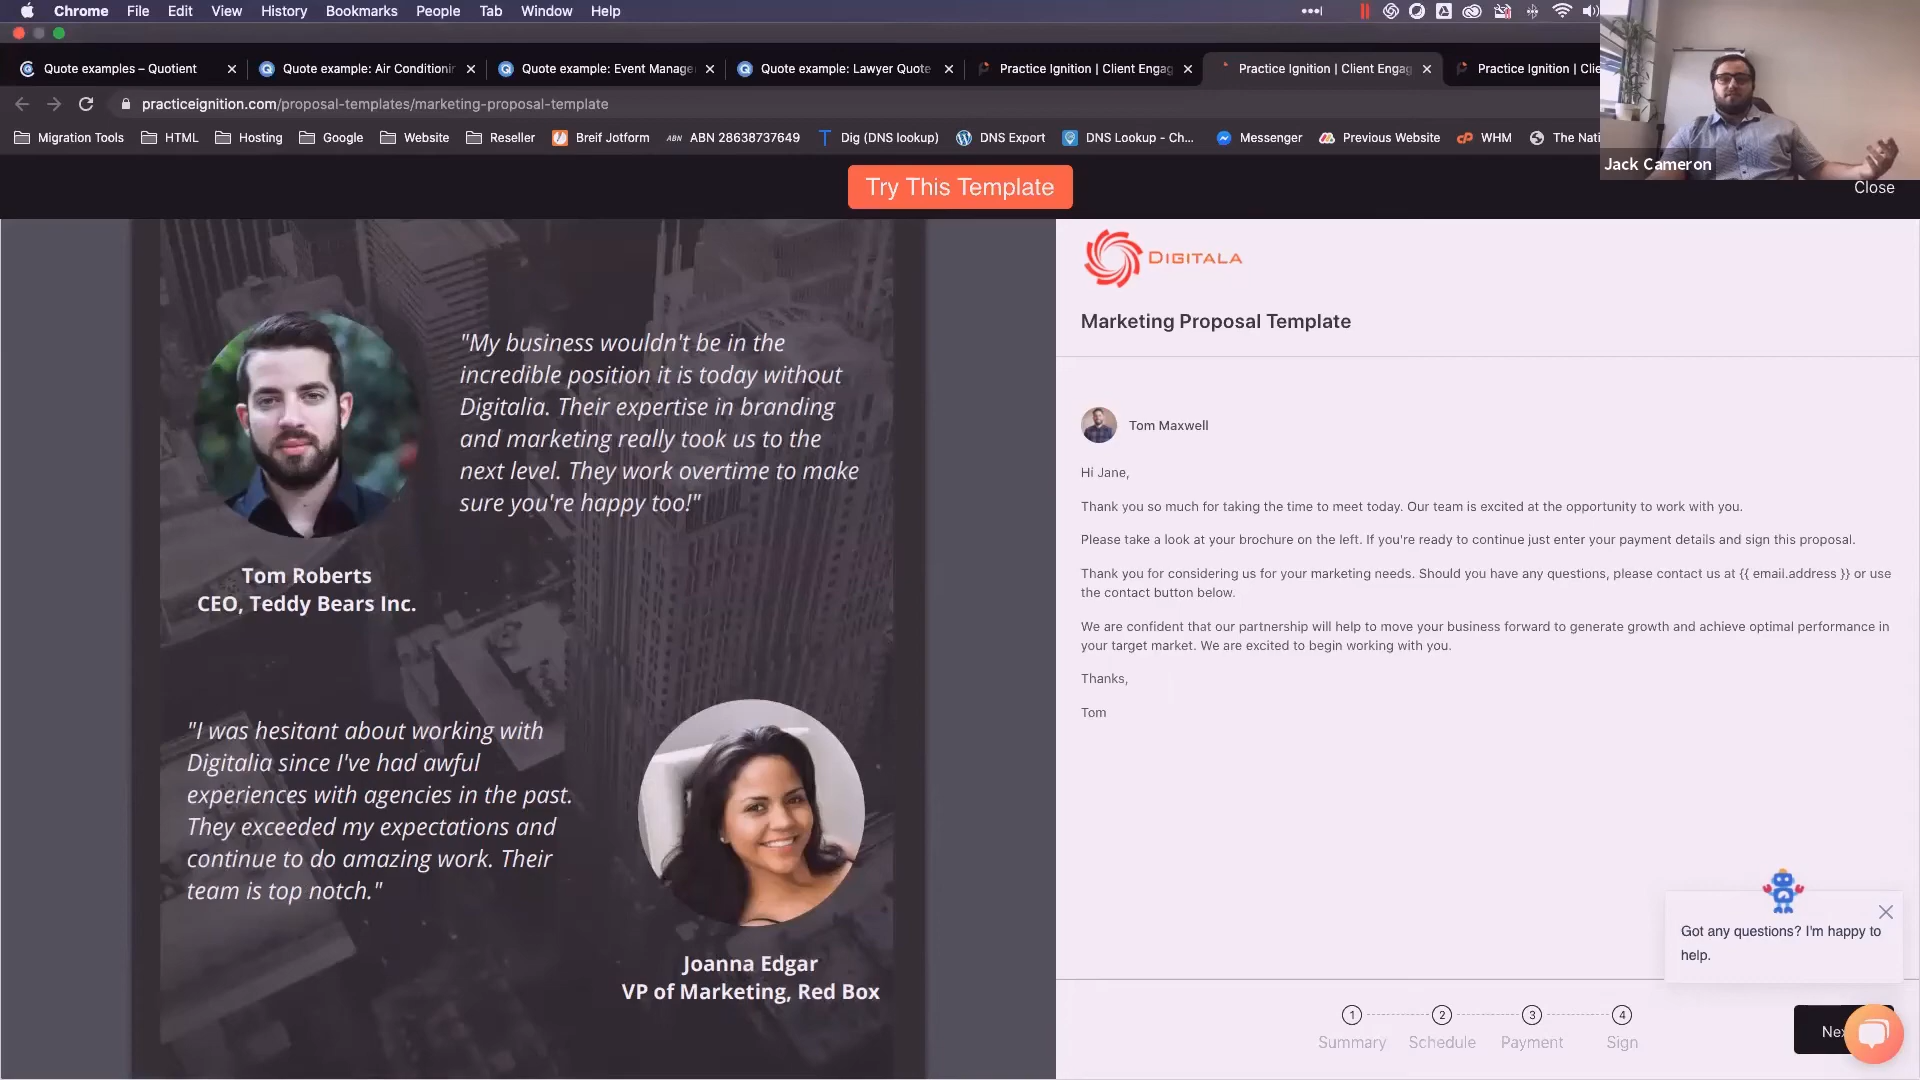 Chrome File Edit View History Bookmarks People Tab Window Help
Quote examples – Quotient
Quote example: Air Conditionin
Quote example: Event Manage
Quote example: Lawyer Quote
Practice Ignition | Client Engag
Practice Ignition | Client Engag
Practice Ignition | Clie
practiceignition.com/proposal-templates/marketing-proposal-template
Migration Tools HTML Hosting Google Website Reseller Breif Jotform ABN ABN 28638737649 Dig (DNS lookup) DNS Export DNS Lookup - Ch... Messenger Previous Website WHM The Nati
Jack Cameron
Try This Template
Close
"My business wouldn't be in the
incredible position it is today without
Digitalia. Their expertise in branding
and marketing really took us to the
next level. They work overtime to make
sure you're happy too!"
Tom Roberts
CEO, Teddy Bears Inc.
"I was hesitant about working with
Digitalia since I've had awful
experiences with agencies in the past.
They exceeded my expectations and
continue to do amazing work. Their
team is top notch."
Joanna Edgar
VP of Marketing, Red Box
DIGITALA
Marketing Proposal Template
Tom Maxwell
Hi Jane,
Thank you so much for taking the time to meet today. Our team is excited at the opportunity to work with you.
Please take a look at your brochure on the left. If you're ready to continue just enter your payment details and sign this proposal.
Thank you for considering us for your marketing needs. Should you have any questions, please contact us at {{ email.address }} or use
the contact button below.
We are confident that our partnership will help to move your business forward to generate growth and achieve optimal performance in
your target market. We are excited to begin working with you.
Thanks,
Tom
Got any questions? I'm happy to
help.
1 2 3 4
Summary Schedule Payment Sign
Nex